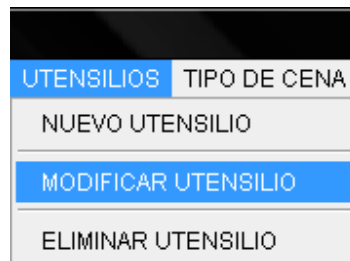 UTENSILIOS TIPO DE CENA
NUEVO UTENSILIO
MODIFICAR UTENSILIO
ELIMINAR UTENSILIO